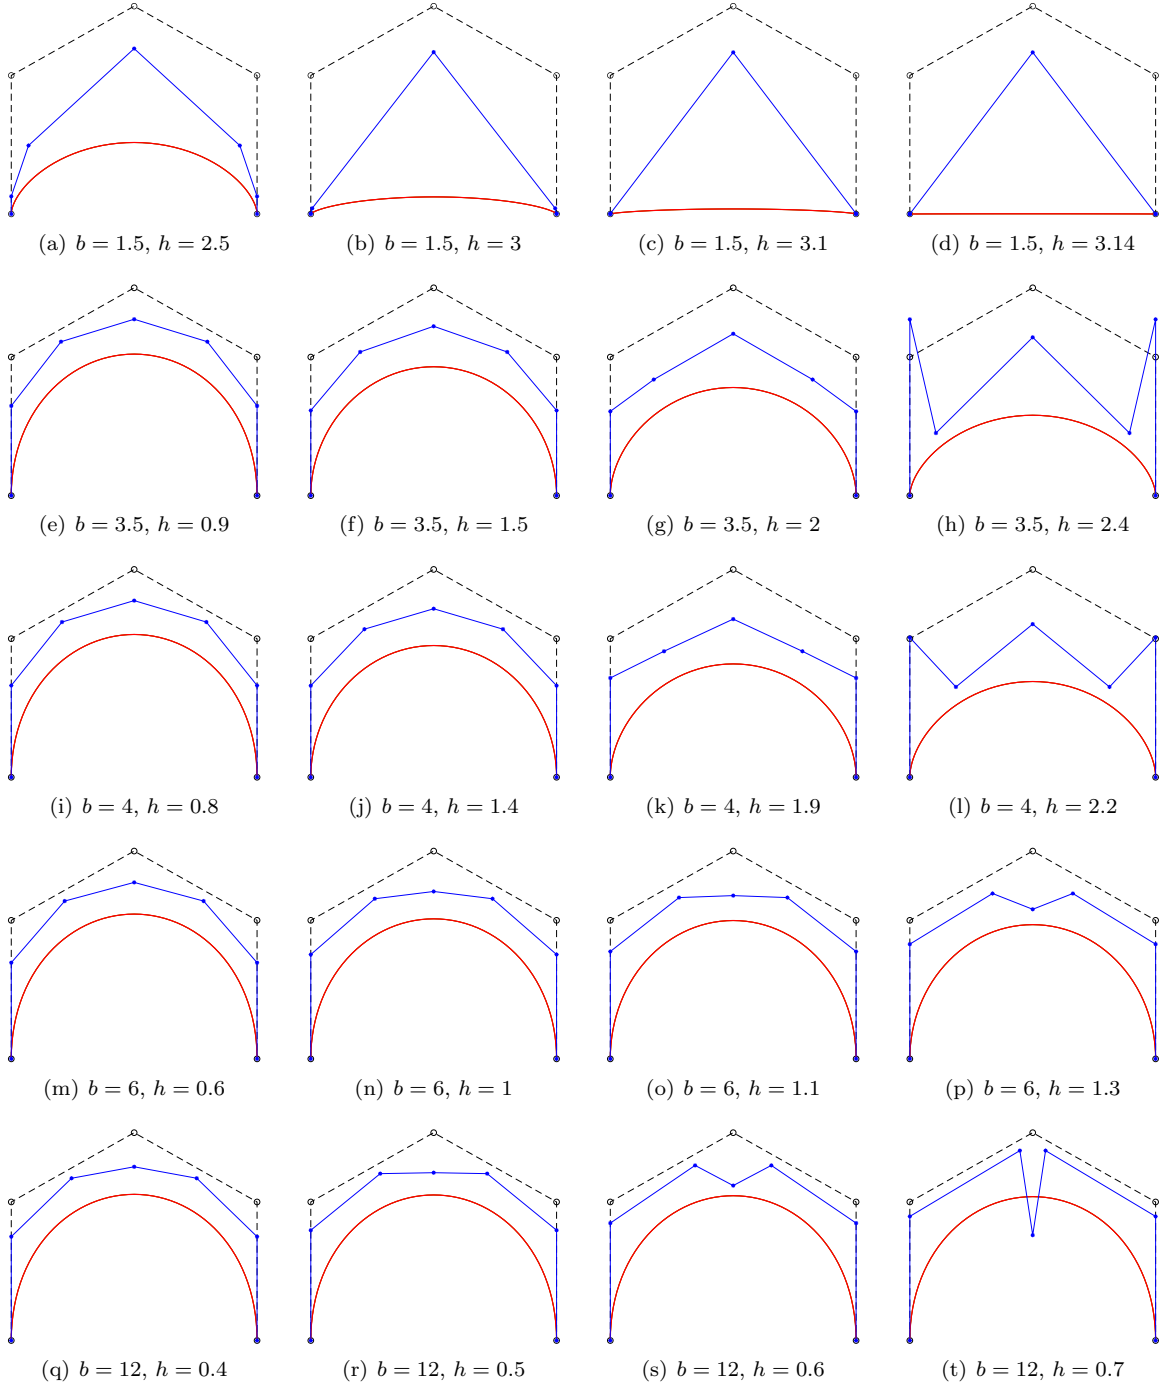 (a) b = 1.5, h = 2.5 (b) b = 1.5, h = 3 (c) b = 1.5, h = 3.1 (d) b = 1.5, h = 3.14
(e) b = 3.5, h = 0.9 (f) b = 3.5, h = 1.5 (g) b = 3.5, h = 2 (h) b = 3.5, h = 2.4
(i) b = 4, h = 0.8 (j) b = 4, h = 1.4 (k) b = 4, h = 1.9 (l) b = 4, h = 2.2
(m) b = 6, h = 0.6 (n) b = 6, h = 1 (o) b = 6, h = 1.1 (p) b = 6, h = 1.3
(q) b = 12, h = 0.4 (r) b = 12, h = 0.5 (s) b = 12, h = 0.6 (t) b = 12, h = 0.7